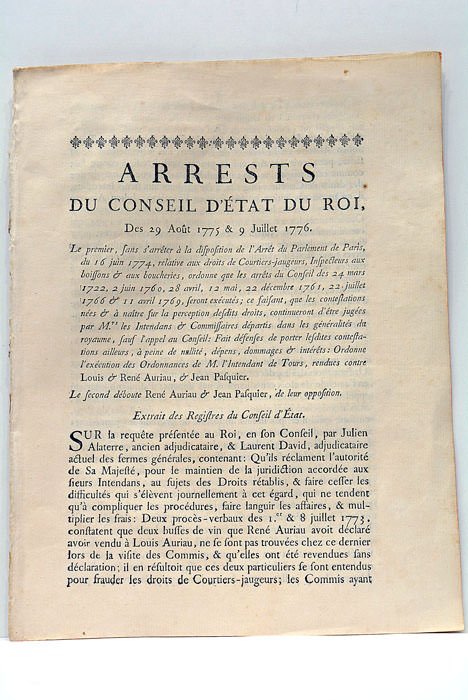 ARRESTS
DU CONSEIL D'ÉTAT DU ROI,
Des 29 Août 1775 & 9 Juillet 1776.
Le premier, ſans s'arrêter à la diſpoſition de l'Arrêt du Parlement de Paris,
du 16 juin 1774, relative aux droits de Courtiers-jaugeurs, Inſpecteurs aux
boiſſons & aux boucheries, ordonne que les arrêts du Conſeil des 24 mars
1722, 2 juin 1760, 28 avril, 12 mai, 22 décembre 1761, 22 juillet
1766 & 11 avril 1769, ſeront exécutés; ce faiſant, que les conteſtations
nées & à naître ſur la perception deſdits droits, continueront d'être jugées
par M.rs les Intendans & Commiſſaires départis dans les généralités du
royaume, ſauf l'appel au Conſeil: Fait défenſes de porter leſdites conteſta-
tions ailleurs, à peine de nullité, dépens, dommages & intérêts: Ordonne
l'exécution des Ordonnances de M. l'Intendant de Tours, rendues contre
Louis & René Auriau, & Jean Paſquier.
Le ſecond déboute René Auriau & Jean Paſquier, de leur oppoſition.
Extrait des Regiſtres du Conſeil d'État.
SUR la requête préſentée au Roi, en ſon Conſeil, par Julien
Alaterre, ancien adjudicataire, & Laurent David, adjudicataire
actuel des fermes générales, contenant: Qu'ils réclament l'autorité
de Sa Majeſté, pour le maintien de la juridiction accordée aux
ſieurs Intendans, au ſujets des Droits rétablis, & faire ceſſer les
difficultés qui s'élèvent journellement à cet égard, qui ne tendent
qu'à compliquer les procédures, faire languir les affaires, & mul-
tiplier les frais: Deux procès-verbaux des 1.er & 8 juillet 1773,
conſtatent que deux buſſes de vin que René Auriau avoit déclaré
avoir vendu à Louis Auriau, ne ſe ſont pas trouvées chez ce dernier
lors de la viſite des Commis, & qu'elles ont été revendues ſans
déclaration; il en réſultoit que ces deux particuliers ſe ſont entendus
pour frauder les droits de Courtiers-jaugeurs; les Commis ayant